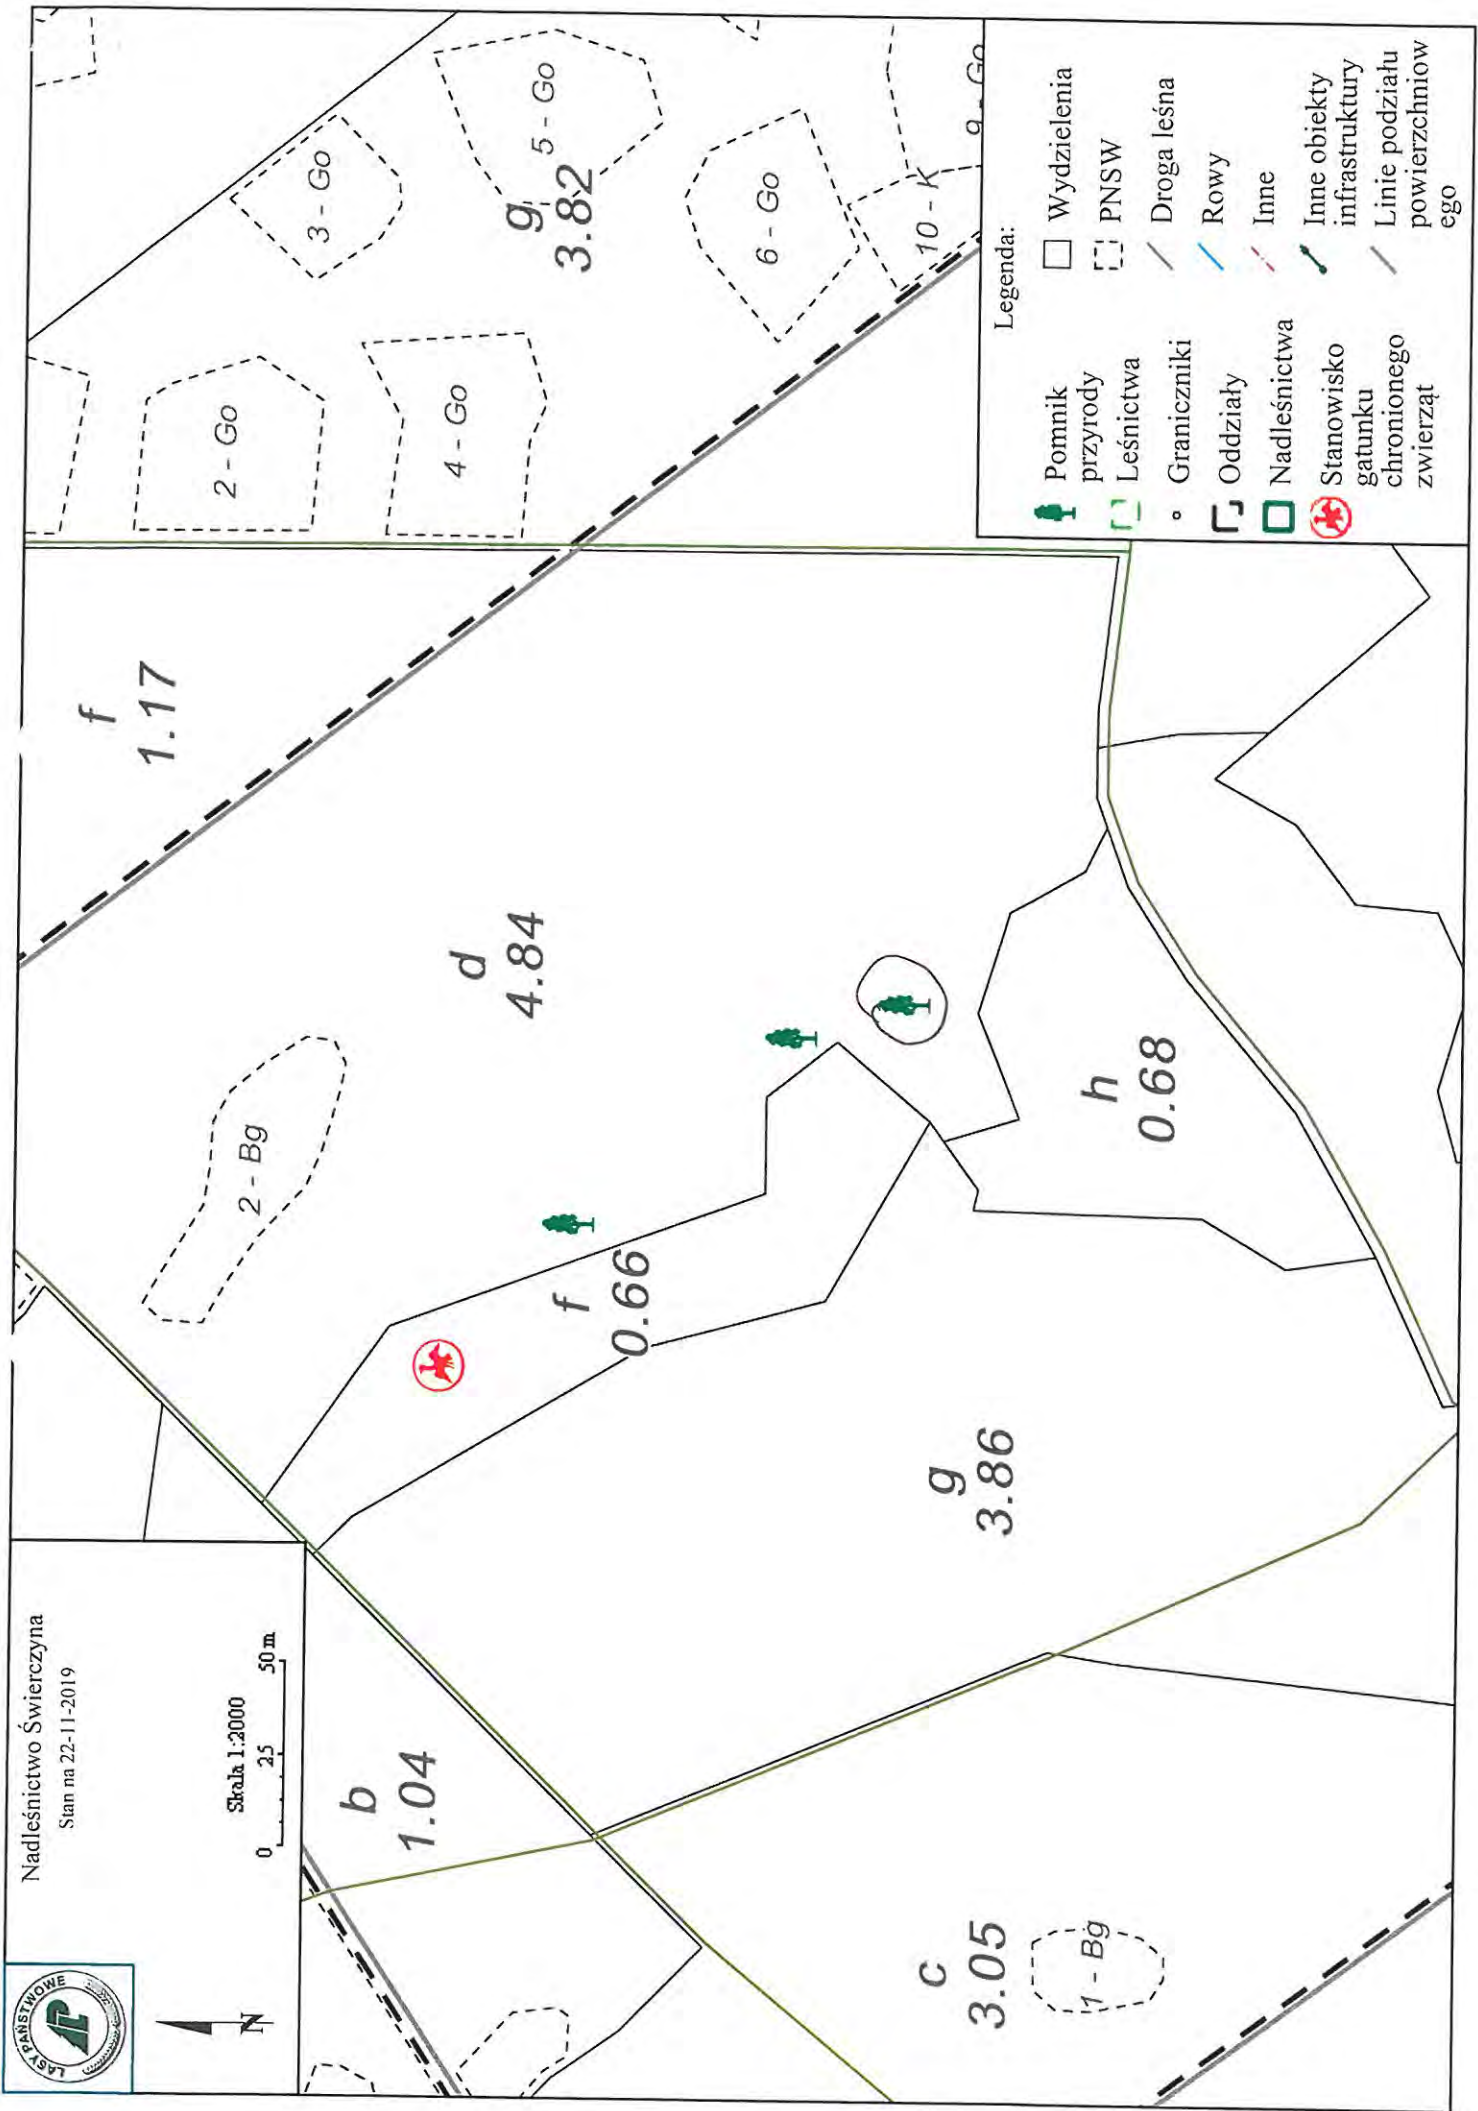 LASY PAŃSTWOWE
LP
Nadleśnictwo Świerczyna
Stan na 22-11-2019
N
Skala 1:2000
0 25 50 m
b
1.04
c
3.05
1 - Bg
g
3.86
f
0.66
2 - Bg
d
4.84
h
0.68
f
1.17
2 - Go
4 - Go
3 - Go
5 - Go
g
3.82
6 - Go
10 - K
9 - Go
Legenda:
Pomnik
przyrody
Leśnictwa
Graniczniki
Oddziały
Nadleśnictwa
Stanowisko
gatunku
chronionego
zwierząt
Wydzielenia
PNSW
Droga leśna
Rowy
Inne
Inne obiekty
infrastruktury
Linie podziału
powierzchniow
ego